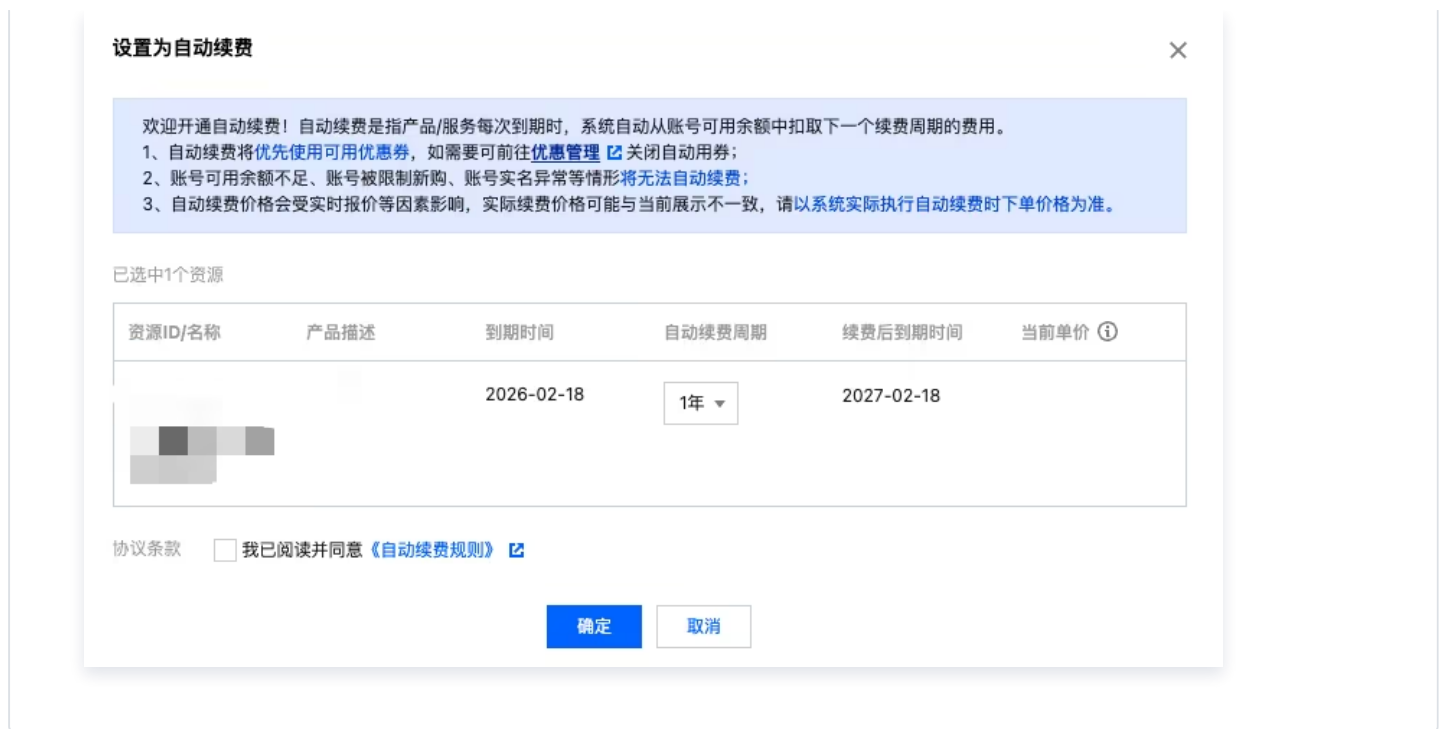 设置为自动续费
欢迎开通自动续费！自动续费是指产品/服务每次到期时，系统自动从账号可用余额中扣取下一个续费周期的费用。
1、自动续费将优先使用可用优惠券，如需要可前往优惠管理 关闭自动用券；
2、账号可用余额不足、账号被限制新购、账号实名异常等情形将无法自动续费；
3、自动续费价格会受实时报价等因素影响，实际续费价格可能与当前展示不一致，请以系统实际执行自动续费时下单价格为准。
已选中1个资源
资源ID/名称 产品描述 到期时间 自动续费周期 续费后到期时间 当前单价
2026-02-18 1年 2027-02-18
协议条款 我已阅读并同意《自动续费规则》
确定 取消